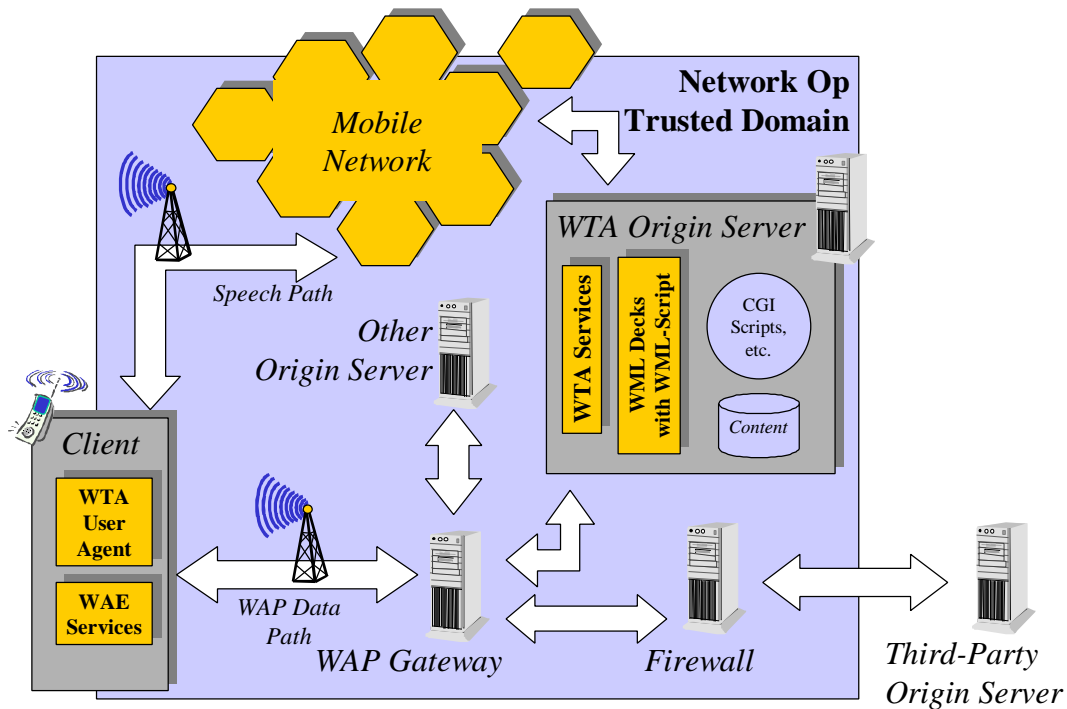 Network Op
Trusted Domain
Mobile
Network
WTA Origin Server
Speech Path
WTA Services
WML Decks
with WML-Script
CGI
Scripts,
etc.
Content
Other
Origin Server
Client
WTA
User
Agent
WAE
Services
WAP Data
Path
WAP Gateway
Firewall
Third-Party
Origin Server